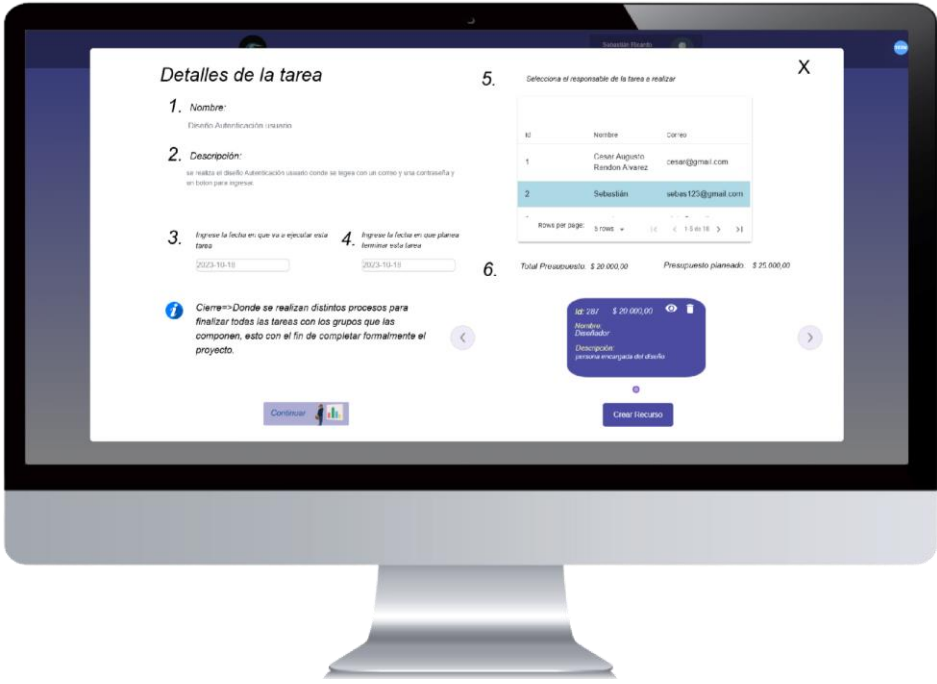 Sebastián Ricardo
Detalles de la tarea
1. Nombre:
Diseño Autenticación usuario
2. Descripción:
se realiza el diseño Autenticación usuario donde se logea con un correo y una contraseña y
un boton para ingresar.
3. Ingrese la fecha en que va a ejecutar esta
tarea
2023-10-18
4. Ingrese la fecha en que planea
terminar esta tarea
2023-10-18
Cierre=>Donde se realizan distintos procesos para
finalizar todas las tareas con los grupos que las
componen, esto con el fin de completar formalmente el
proyecto.
Continuar
X
5. Selecciona el responsable de la tarea a realizar
Id Nombre Correo
1 Cesar Augusto
Rendon Alvarez cesar@gmail.com
2 Sebastián sebas123@gmail.com
Rows per page: 5 rows 1-5 de 18
6. Total Presupuesto: $ 20.000,00 Presupuesto planeado: $ 25.000,00
Id: 287 $ 20.000,00
Nombre:
Diseñador
Descripción:
persona encargada del diseño
Crear Recurso